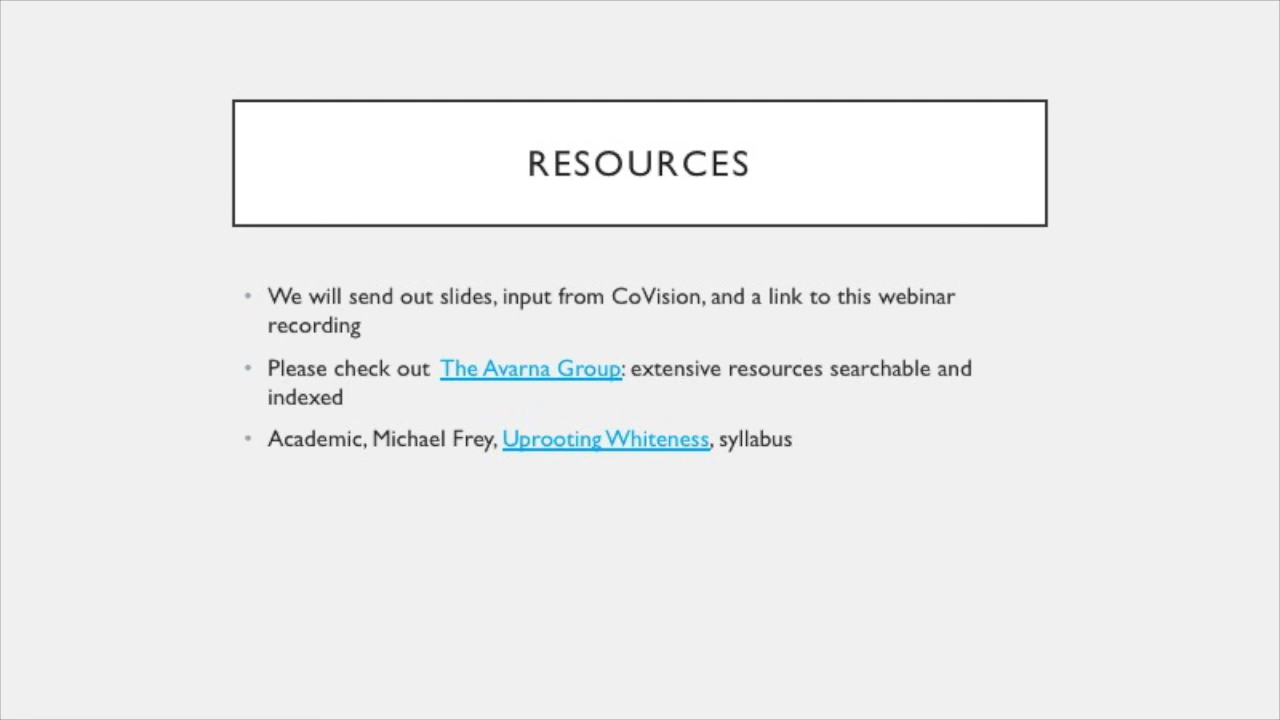 RESOURCES
• We will send out slides, input from CoVision, and a link to this webinar
recording
• Please check out The Avarna Group: extensive resources searchable and
indexed
• Academic, Michael Frey, Uprooting Whiteness, syllabus